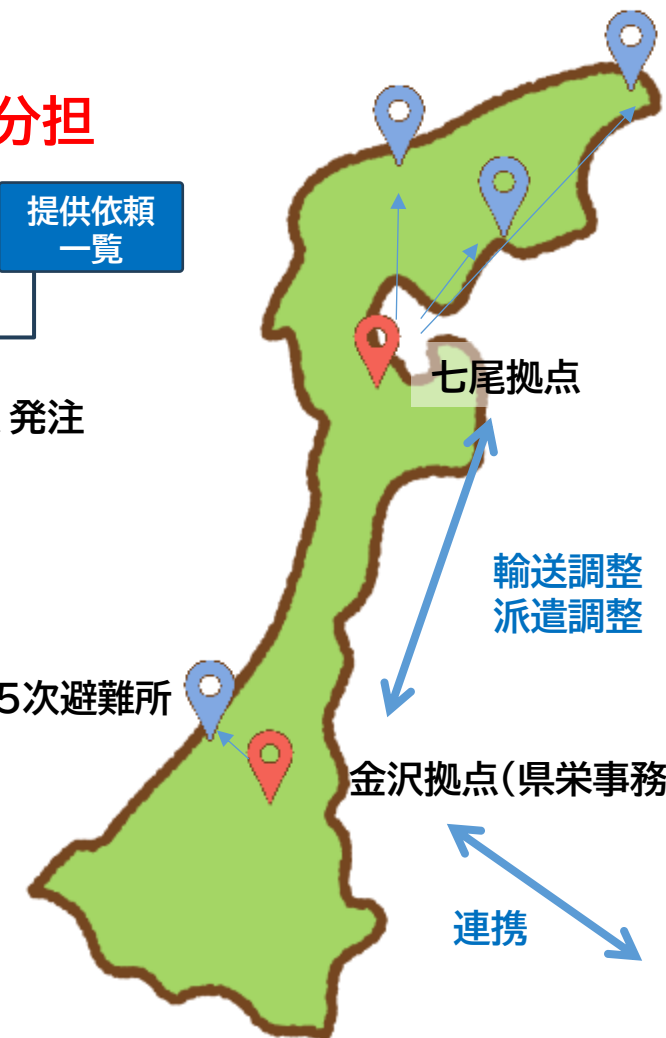 分担
提供依頼
一覧
発注
七尾拠点
輸送調整
派遣調整
5次避難所
金沢拠点(県栄事務
連携